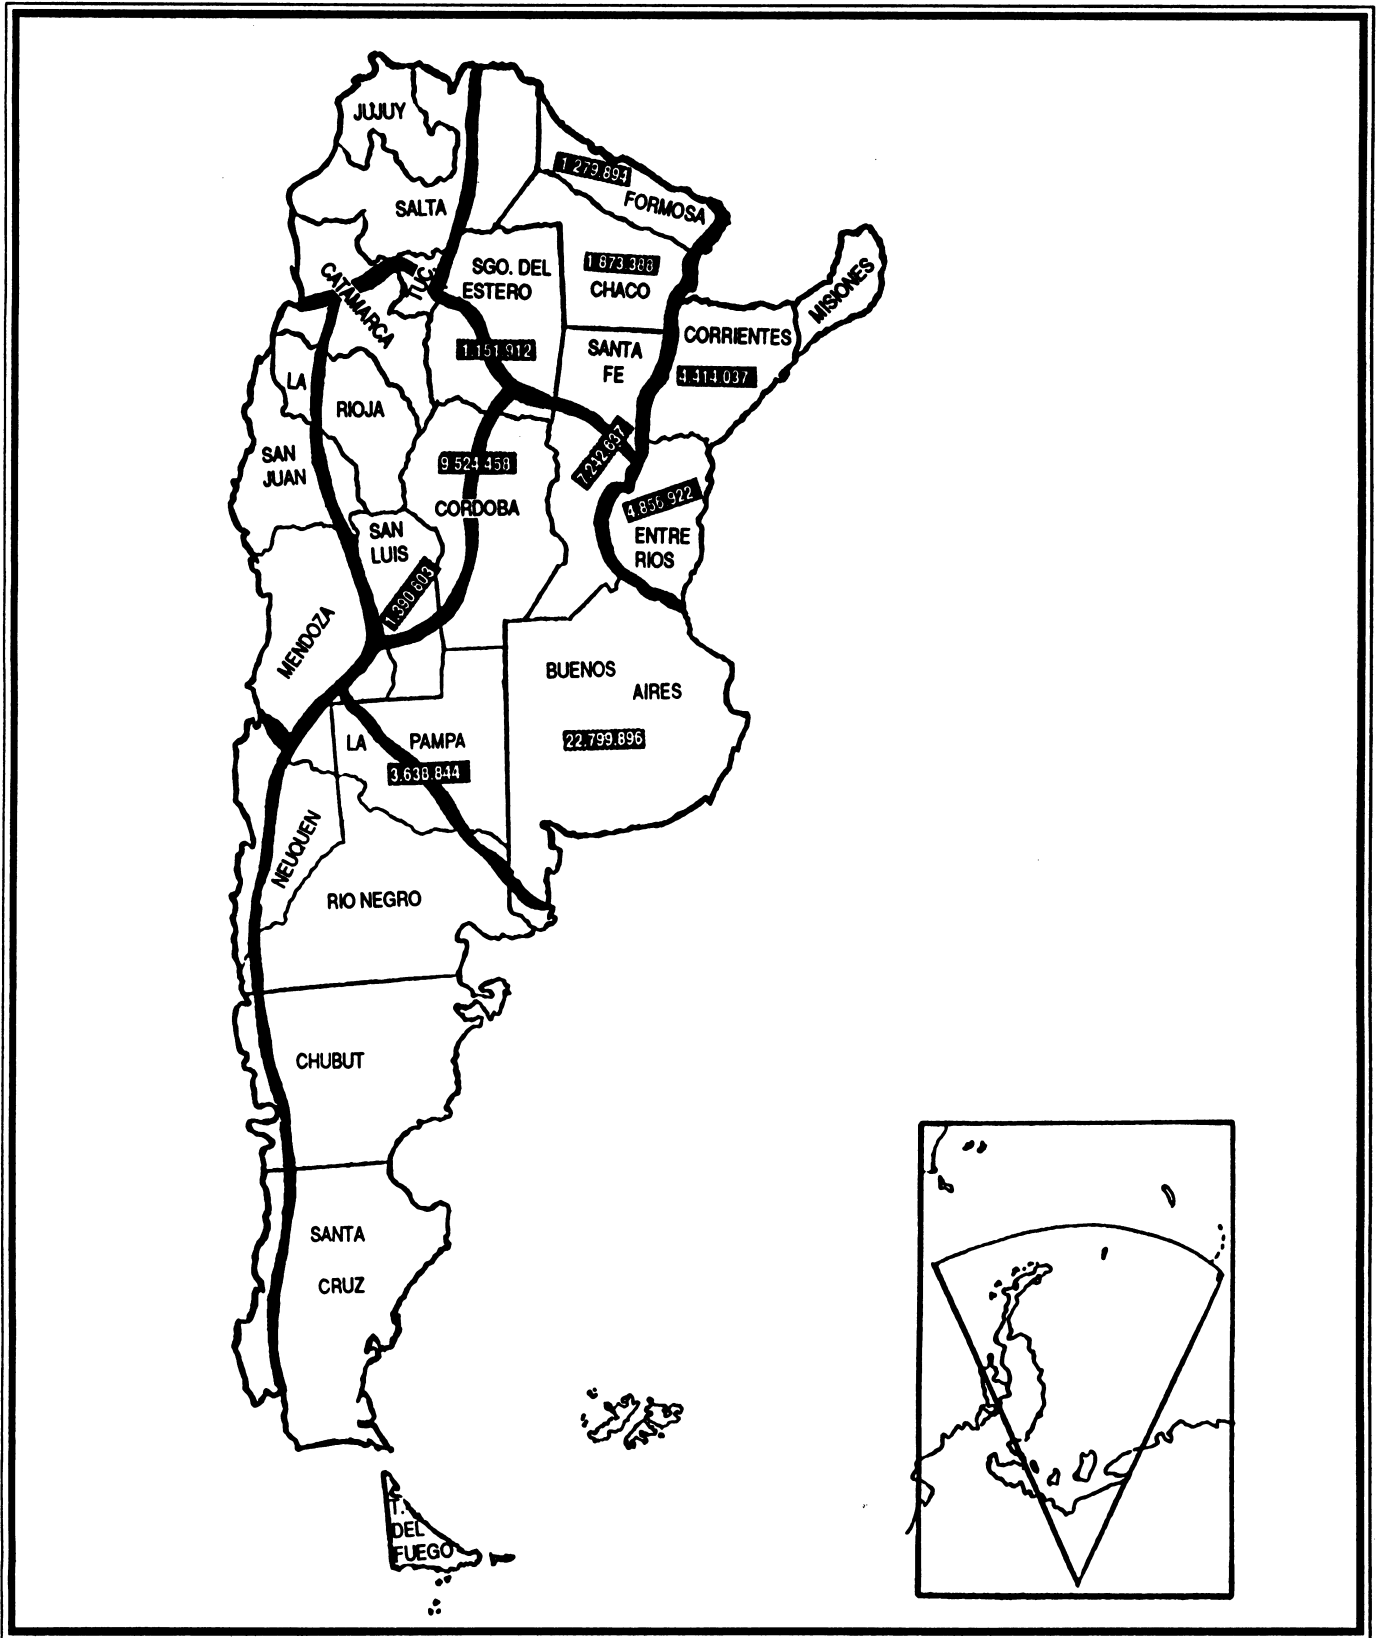 JUJUY
1 279.894
FORMOSA
SALTA
CATAMARCA
TUC.
SGO. DEL
ESTERO
1 873.388
CHACO
MISIONES
CORRIENTES
4.414.037
1.151.912
SANTA
FE
LA
RIOJA
SAN
JUAN
9 524.458
CORDOBA
7.242.637
4.856 922
ENTRE
RIOS
SAN
LUIS
1.390.603
MENDOZA
BUENOS
AIRES
22.799.896
LA PAMPA
3.638.844
NEUQUEN
RIO NEGRO
CHUBUT
SANTA
CRUZ
T.
DEL
FUEGO